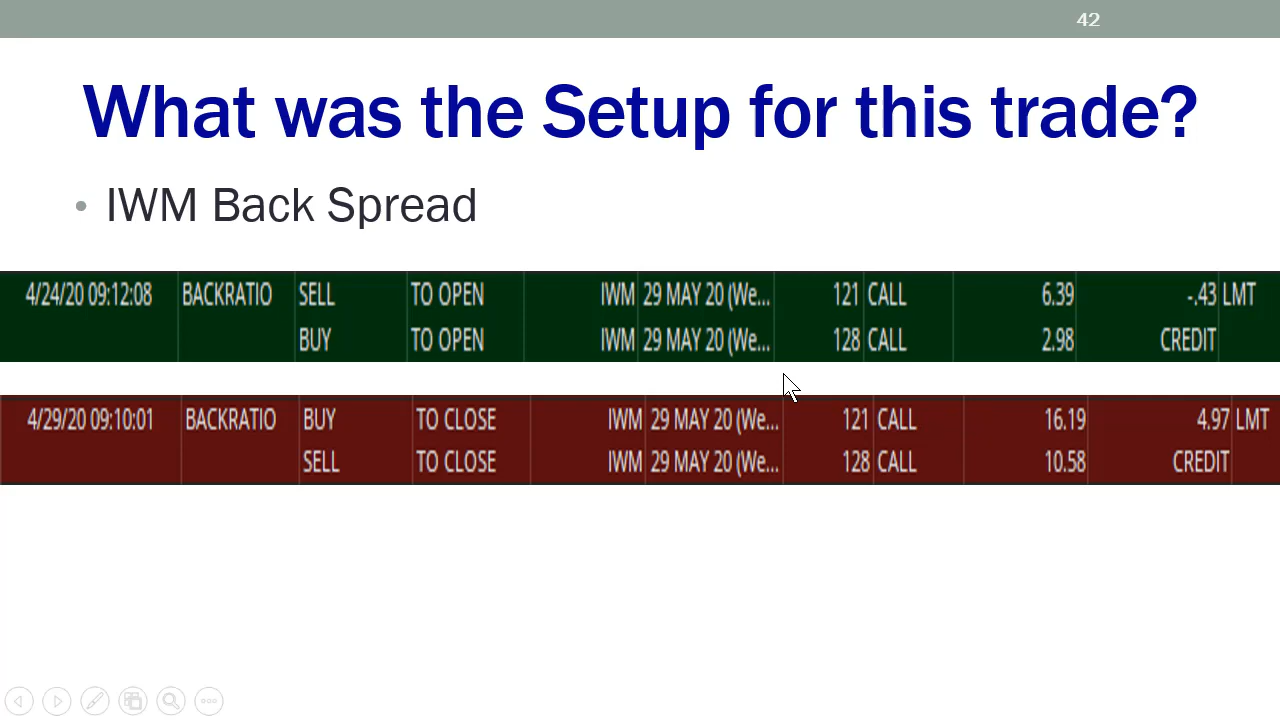 42
What was the Setup for this trade?
• IWM Back Spread
4/24/20 09:12:08 BACKRATIO SELL TO OPEN IWM 29 MAY 20 (We... 121 CALL 6.39 -.43 LMT
BUY TO OPEN IWM 29 MAY 20 (We... 128 CALL 2.98 CREDIT
4/29/20 09:10:01 BACKRATIO BUY TO CLOSE IWM 29 MAY 20 (We... 121 CALL 16.19 4.97 LMT
SELL TO CLOSE IWM 29 MAY 20 (We... 128 CALL 10.58 CREDIT